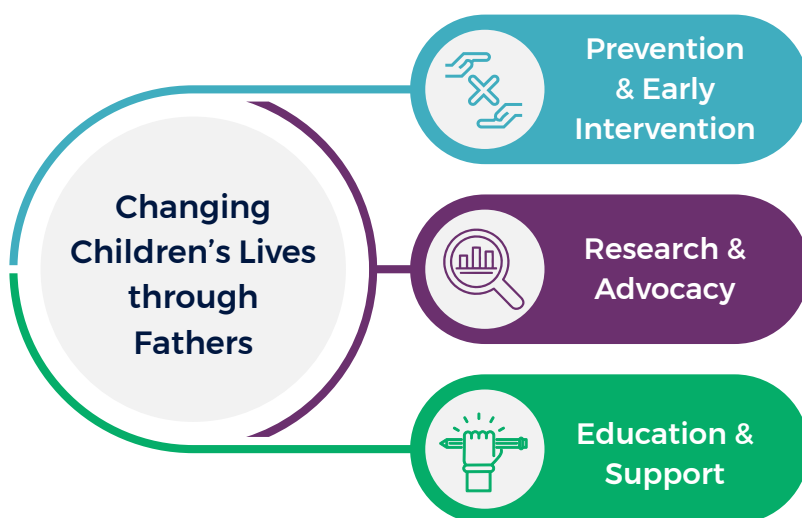 Changing
Children’s Lives
through
Fathers
Prevention
& Early
Intervention
Research &
Advocacy
Education &
Support